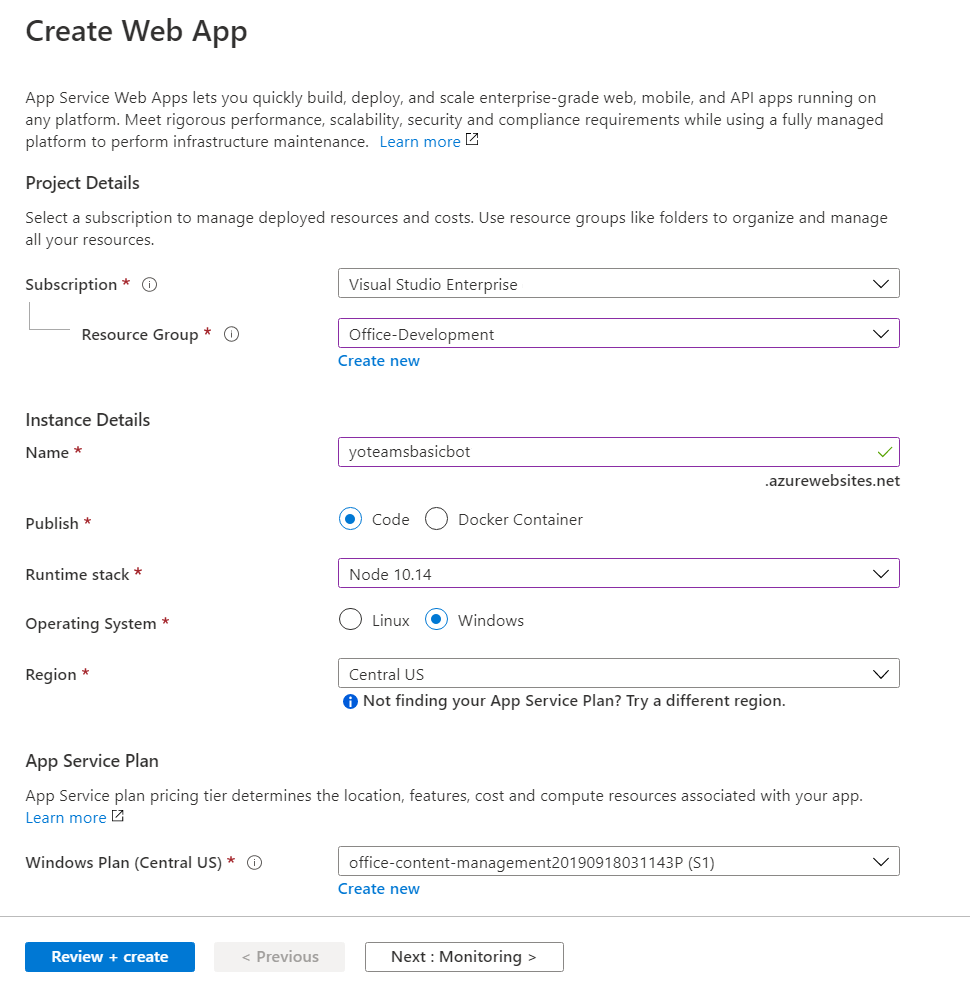 Create Web App
App Service Web Apps lets you quickly build, deploy, and scale enterprise-grade web, mobile, and API apps running on
any platform. Meet rigorous performance, scalability, security and compliance requirements while using a fully managed
platform to perform infrastructure maintenance. Learn more
Project Details
Select a subscription to manage deployed resources and costs. Use resource groups like folders to organize and manage
all your resources.
Subscription * Visual Studio Enterprise
Resource Group * Office-Development
Create new
Instance Details
Name * yoteamsbasicbot
.azurewebsites.net
Publish * Code Docker Container
Runtime stack * Node 10.14
Operating System * Linux Windows
Region * Central US
Not finding your App Service Plan? Try a different region.
App Service Plan
App Service plan pricing tier determines the location, features, cost and compute resources associated with your app.
Learn more
Windows Plan (Central US) * office-content-management20190918031143P (S1)
Create new
Review + create < Previous Next : Monitoring >